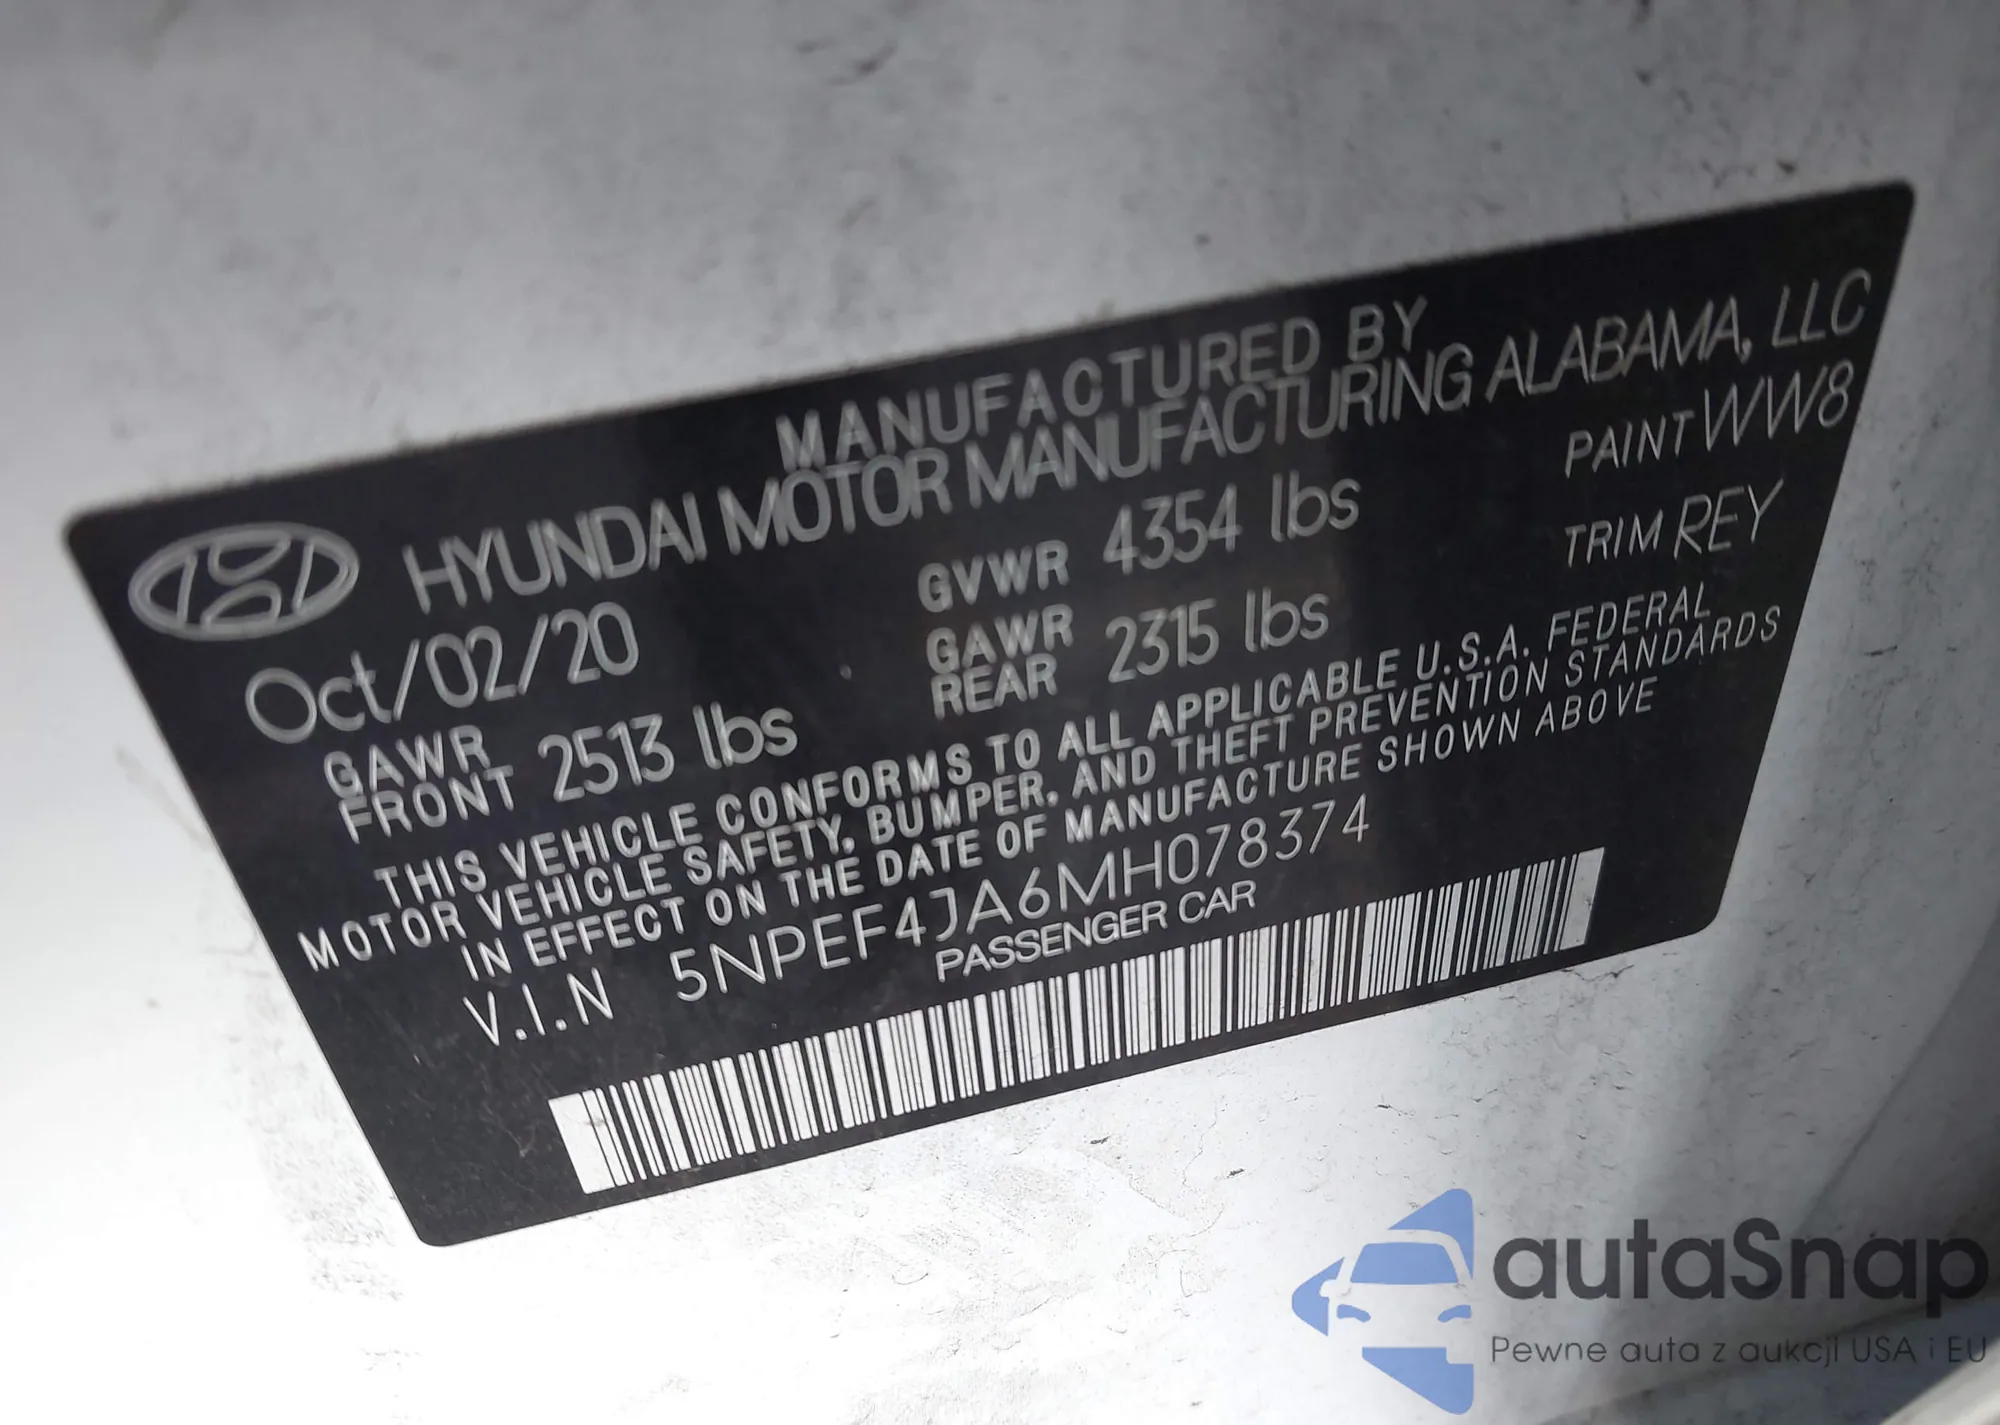 MANUFACTURED BY
HYUNDAI MOTOR MANUFACTURING ALABAMA, LLC
Oct/02/20 GVWR 4354 lbs PAINT WW8
GAWR FRONT 2513 lbs GAWR REAR 2315 lbs TRIM REY
THIS VEHICLE CONFORMS TO ALL APPLICABLE U.S.A. FEDERAL
MOTOR VEHICLE SAFETY, BUMPER, AND THEFT PREVENTION STANDARDS
IN EFFECT ON THE DATE OF MANUFACTURE SHOWN ABOVE
V.I.N 5NPEF4JA6MH078374
PASSENGER CAR
autaSnap
Pewne auta z aukcji USA i EU